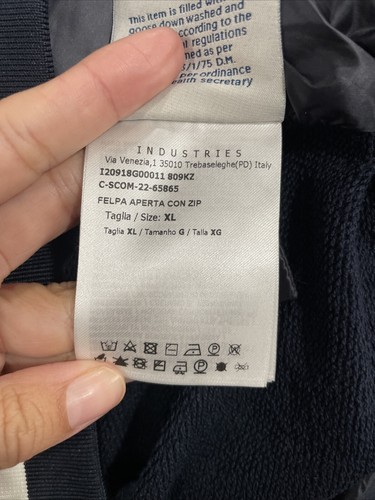 This item is filled with
goose down washed and
according to the
regulations
as per
/1/75 D.M.
per ordinance
health secretary
INDUSTRIES
Via Venezia,1 35010 Trebaseleghe(PD) Italy
I20918G00011 809KZ
C-SCOM-22-65865
FELPA APERTA CON ZIP
Taglia / Size: XL
Taglia XL / Tamanho G / Talla XG